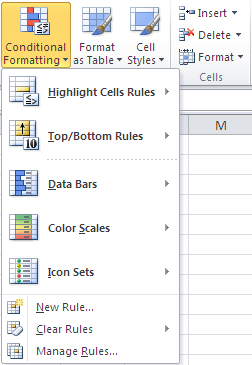 Conditional
Formatting
Format
as Table
Cell
Styles
Insert
Delete
Format
Cells
M
Highlight Cells Rules
Top/Bottom Rules
10
Data Bars
Color Scales
Icon Sets
New Rule...
Clear Rules
Manage Rules...